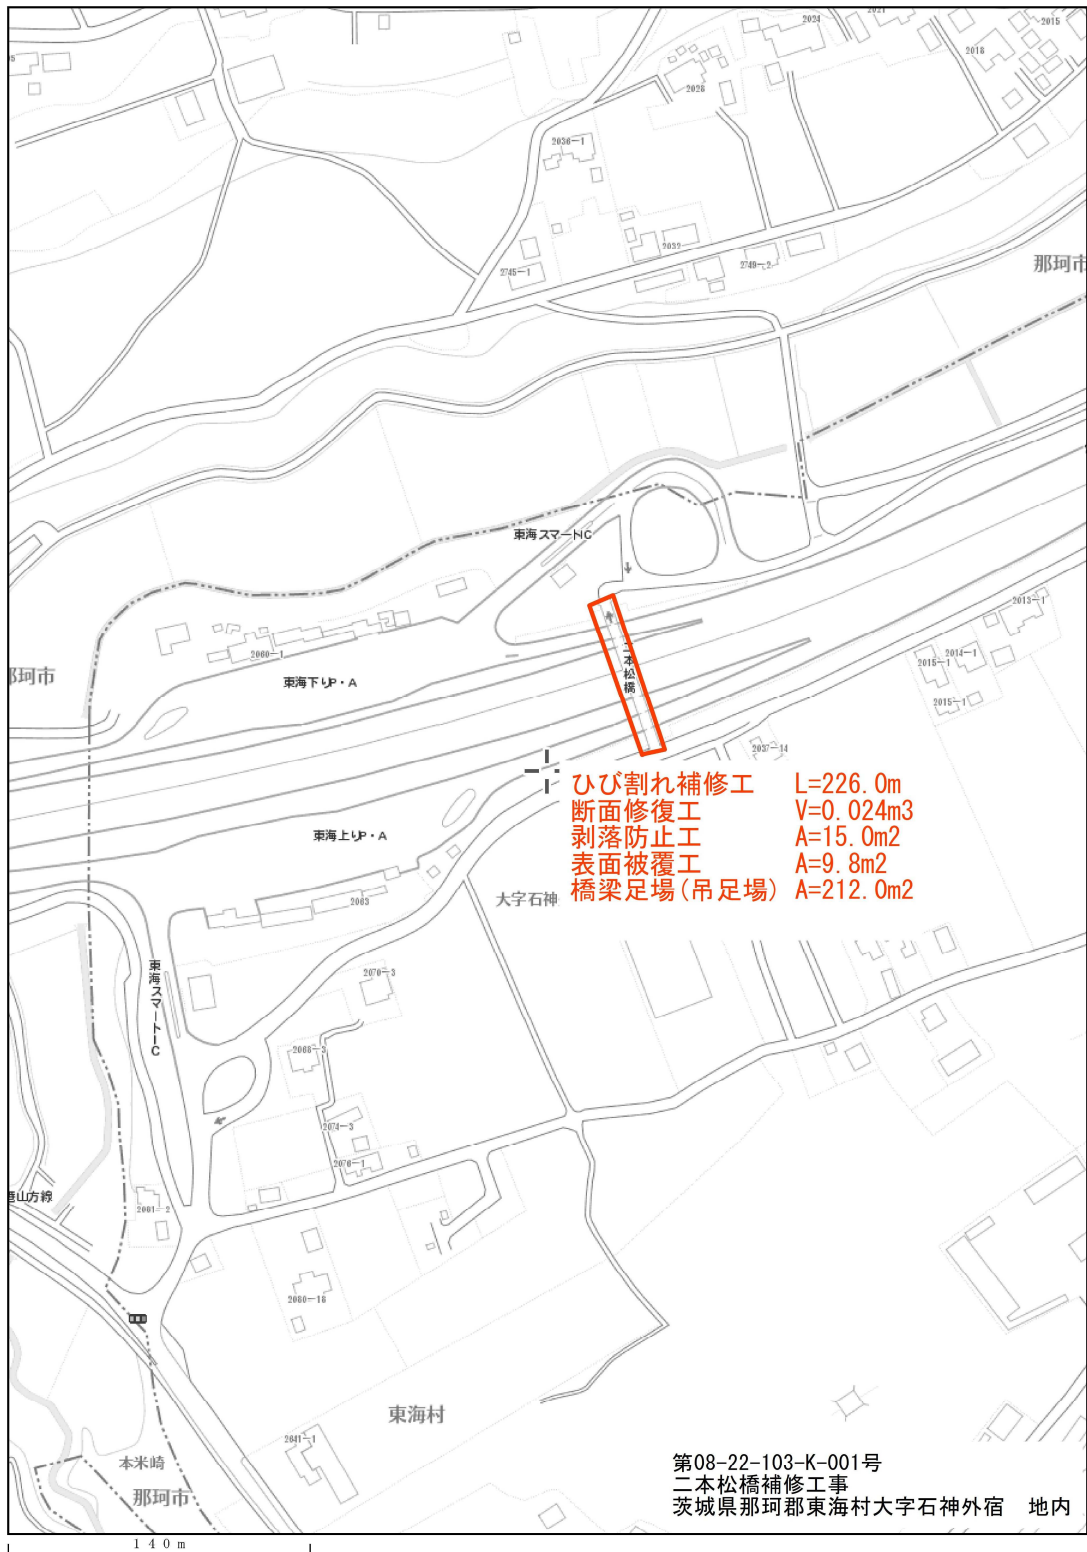 2024
2015
2018
2028
2036-1
2032
2745-1
2749-2
那珂市
東海スマートIC
2013-1
2014-1
2015-1
2015-1
2060-1
二本松橋
東海下りP・A
那珂市
2037-14
ひび割れ補修工 L=226.0m
断面修復工 V=0.024m3
剥落防止工 A=15.0m2
表面被覆工 A=9.8m2
橋梁足場(吊足場) A=212.0m2
東海上りP・A
大字石神
2063
東海スマートIC
2070-3
2068-3
2074-3
2076-1
山方線
2001-2
2080-16
東海村
2041-1
本米崎
那珂市
第08-22-103-K-001号
二本松橋補修工事
茨城県那珂郡東海村大字石神外宿 地内
140m